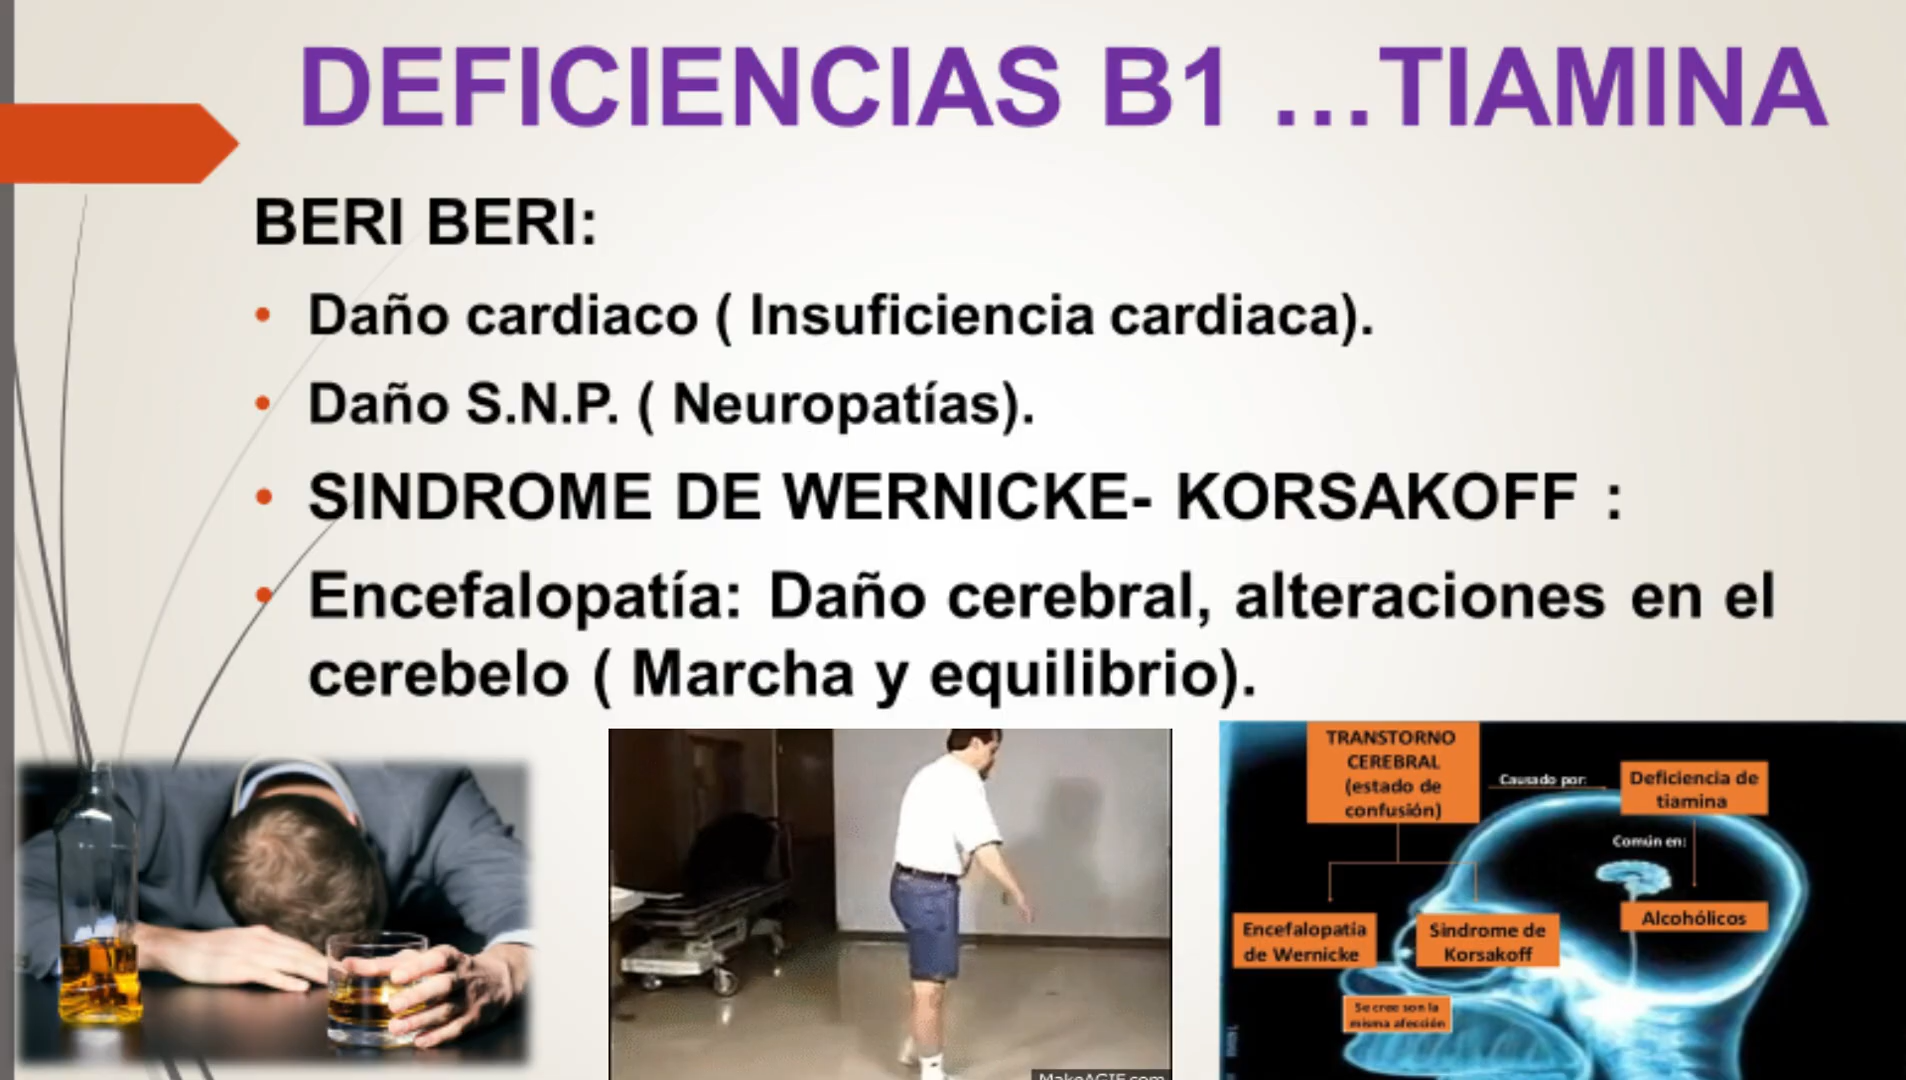 DEFICIENCIAS B1 ...TIAMINA
BERI BERI:
• Daño cardiaco ( Insuficiencia cardiaca).
• Daño S.N.P. ( Neuropatías).
• SINDROME DE WERNICKE- KORSAKOFF :
• Encefalopatía: Daño cerebral, alteraciones en el
cerebelo ( Marcha y equilibrio).
MakeAGIF.com
TRANSTORNO
CEREBRAL
(estado de
confusión)
Causado por:
Deficiencia de
tiamina
Común en:
Alcohólicos
Encefalopatía
de Wernicke
Síndrome de
Korsakoff
Se cree son la
misma afección